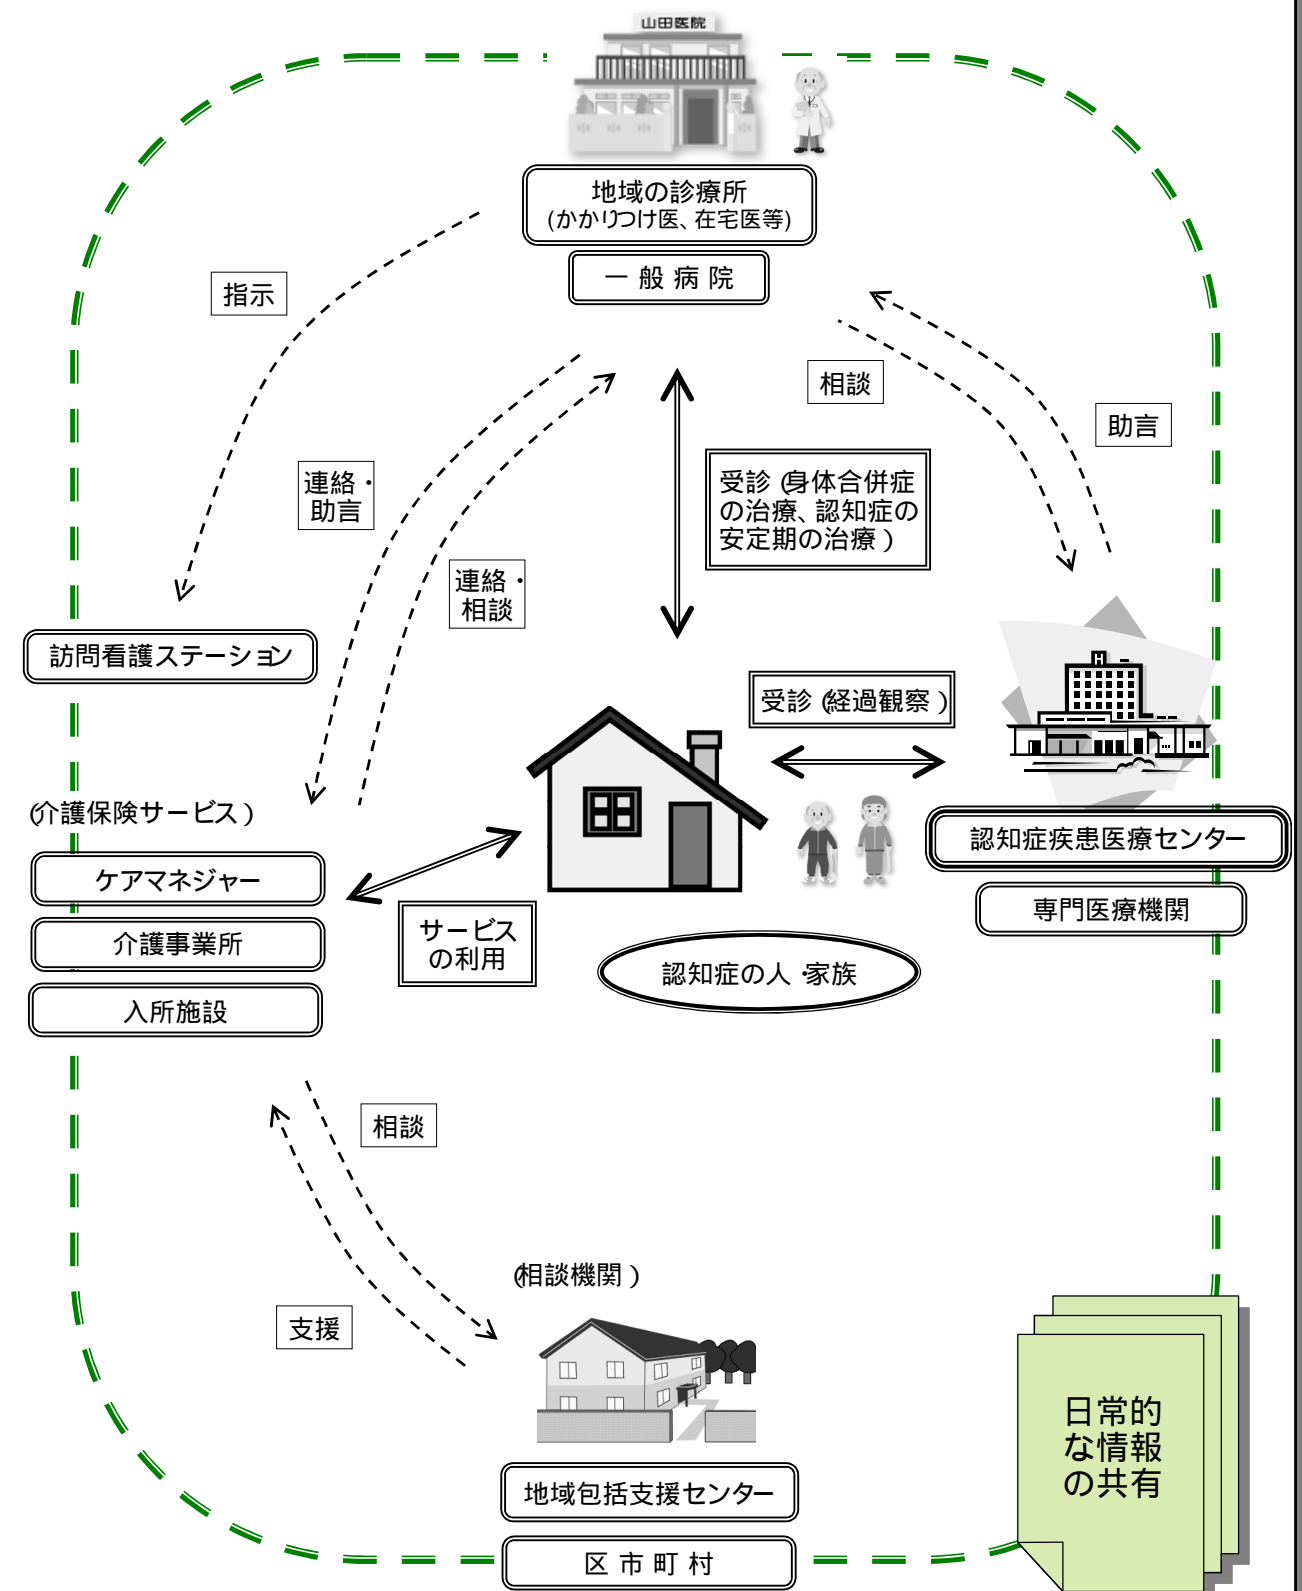 山田医院
地域の診療所
(かかりつけ医、在宅医等)
一般病院
指示
相談
助言
連絡・
助言
受診(身体合併症
の治療、認知症の
安定期の治療)
連絡・
相談
訪問看護ステーション
受診(経過観察)
(介護保険サービス)
ケアマネジャー
介護事業所
入所施設
サービス
の利用
認知症疾患医療センター
専門医療機関
認知症の人・家族
相談
支援
(相談機関)
地域包括支援センター
区市町村
日常的
な情報
の共有